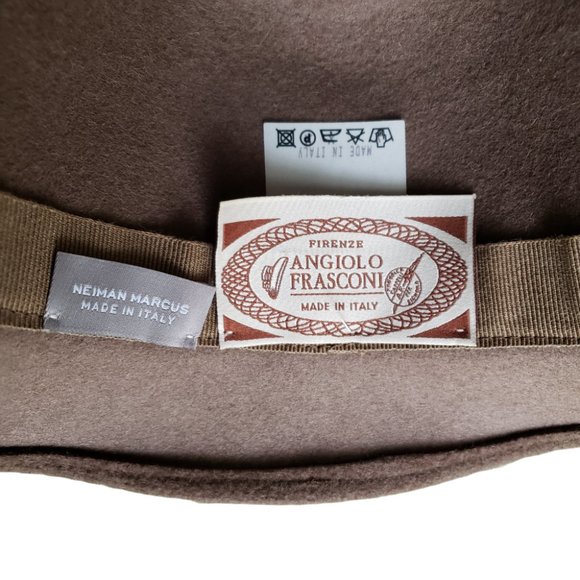 MADE IN ITALY
FIRENZE
ANGIOLO
FRASCONI
MADE IN ITALY
NEIMAN MARCUS
MADE IN ITALY